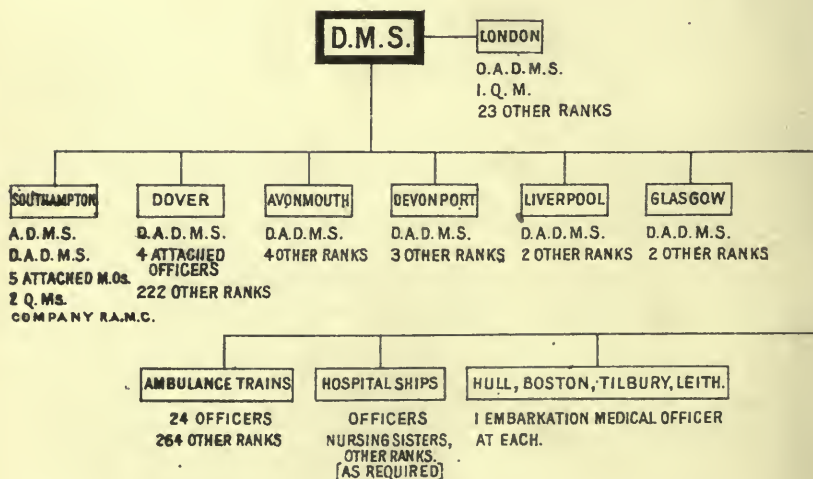 D.M.S.
LONDON
D.A.D.M.S.
1. Q. M.
23 OTHER RANKS
SOUTHAMPTON
A.D.M.S.
D.A.D.M.S.
5 ATTACHED M.Os.
2 Q. Ms.
COMPANY R.A.M.C.
DOVER
D.A.D.M.S.
4 ATTACHED
OFFICERS
222 OTHER RANKS
AVONMOUTH
D.A.D.M.S.
4 OTHER RANKS
DEVONPORT
D.A.D.M.S.
3 OTHER RANKS
LIVERPOOL
D.A.D.M.S.
2 OTHER RANKS
GLASGOW
D.A.D.M.S.
2 OTHER RANKS
AMBULANCE TRAINS
24 OFFICERS
264 OTHER RANKS
HOSPITAL SHIPS
OFFICERS
NURSING SISTERS,
OTHER RANKS.
[AS REQUIRED]
HULL, BOSTON, TILBURY, LEITH.
1 EMBARKATION MEDICAL OFFICER
AT EACH.